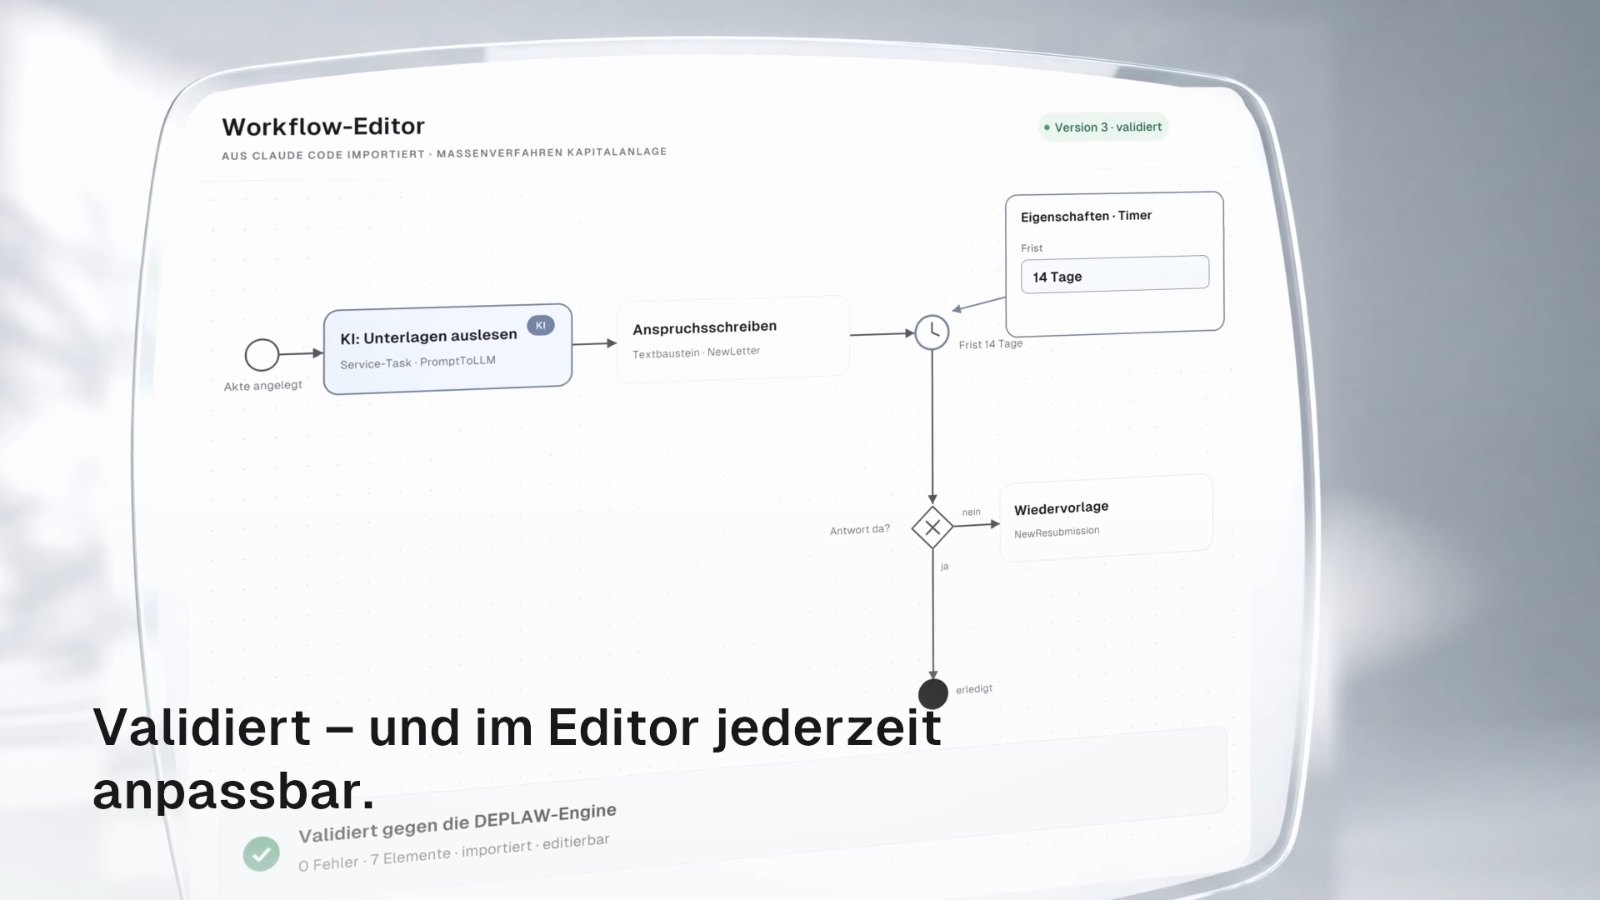 Workflow-Editor
AUS CLAUDE CODE IMPORTIERT · MASSENVERFAHREN KAPITALANLAGE
Version 3 · validiert
Eigenschaften · Timer
Frist
14 Tage
KI: Unterlagen auslesen
KI
Service-Task · PromptToLLM
Akte angelegt
Anspruchsschreiben
Textbaustein · NewLetter
Frist 14 Tage
Antwort da?
nein
ja
Wiedervorlage
NewResubmission
erledigt
Validiert – und im Editor jederzeit
anpassbar.
Validiert gegen die DEPLAW-Engine
0 Fehler · 7 Elemente · importiert · editierbar